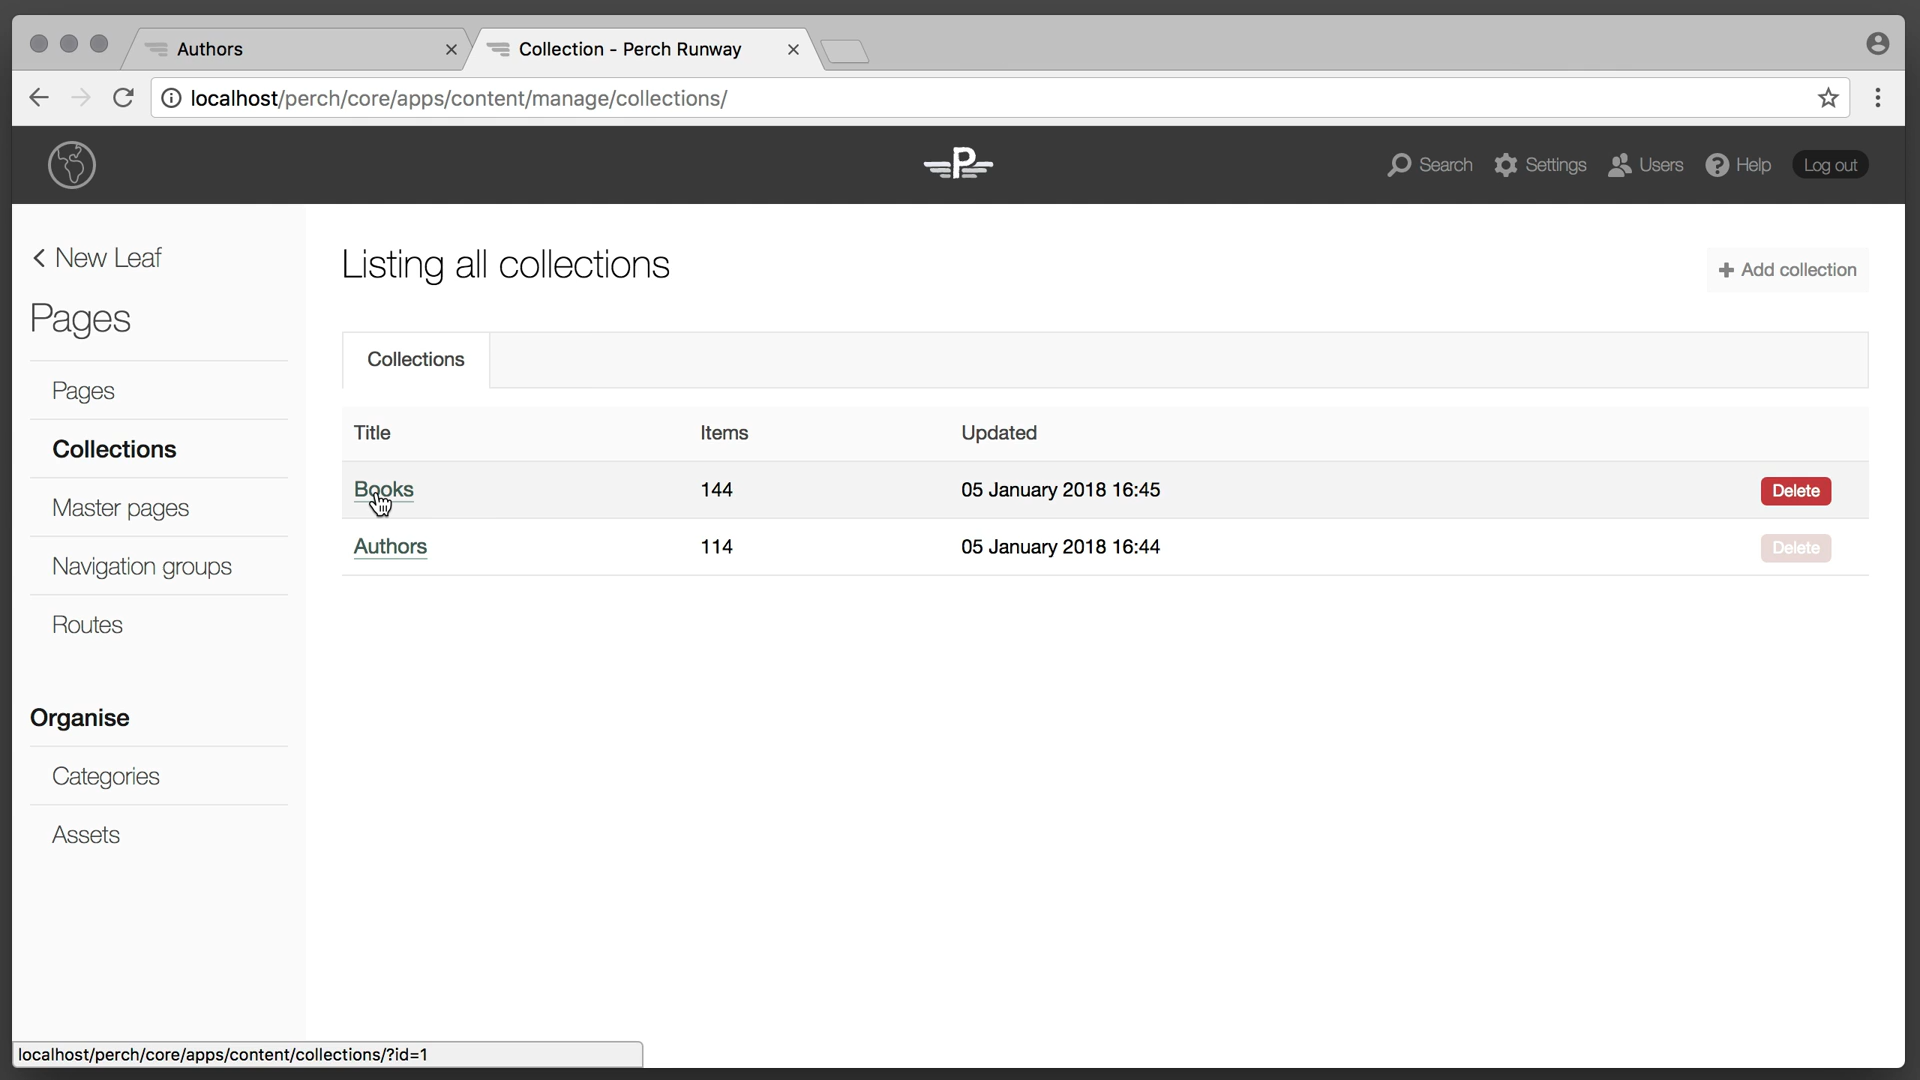 Authors
Collection - Perch Runway
localhost/perch/core/apps/content/manage/collections/
P
Search
Settings
Users
Help
Log out
New Leaf
Pages
Pages
Collections
Master pages
Navigation groups
Routes
Organise
Categories
Assets
Listing all collections
Add collection
Collections
Title Items Updated
Books 144 05 January 2018 16:45 Delete
Authors 114 05 January 2018 16:44 Delete
localhost/perch/core/apps/content/collections/?id=1